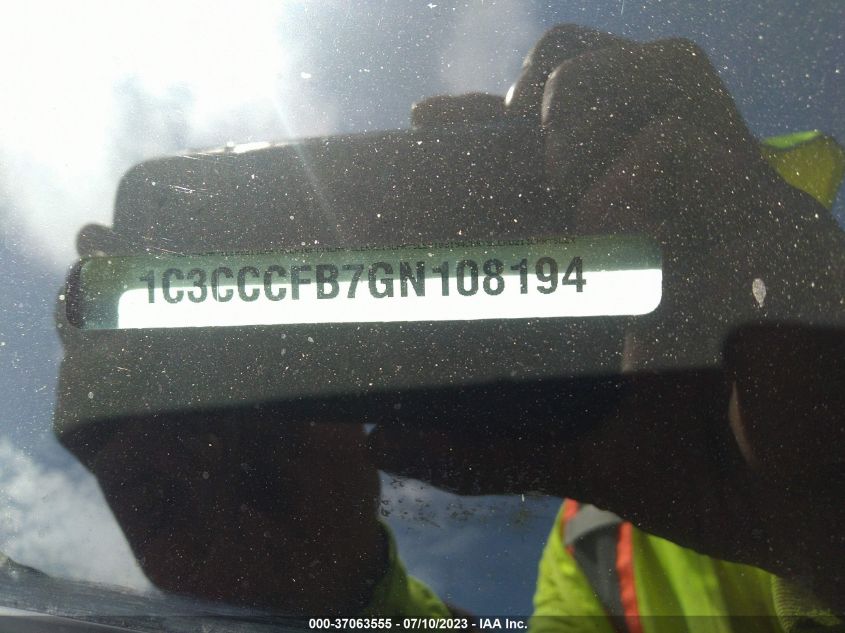 1C3CCCFB7GN108194
000-37063555 - 07/10/2023 - IAA Inc.